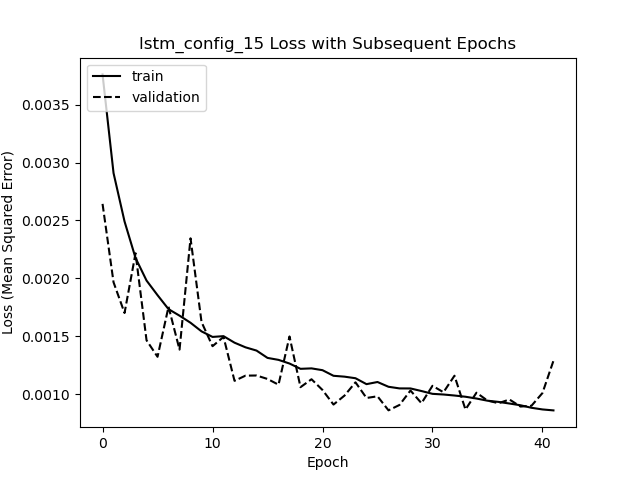 lstm_config_15 Loss with Subsequent Epochs
train
validation
Loss (Mean Squared Error)
0.0035
0.0030
0.0025
0.0020
0.0015
0.0010
0 10 20 30 40
Epoch